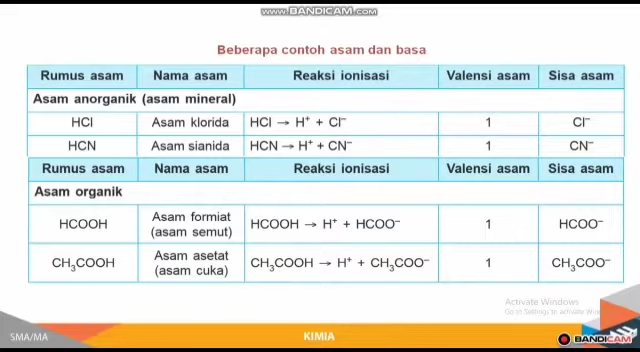 www.BANDICAM.com
Beberapa contoh asam dan basa
Rumus asam Nama asam Reaksi ionisasi Valensi asam Sisa asam
Asam anorganik (asam mineral)
HCl Asam klorida HCl → H⁺ + Cl⁻ 1 Cl⁻
HCN Asam sianida HCN → H⁺ + CN⁻ 1 CN⁻
Rumus asam Nama asam Reaksi ionisasi Valensi asam Sisa asam
Asam organik
HCOOH Asam formiat (asam semut) HCOOH → H⁺ + HCOO⁻ 1 HCOO⁻
CH₃COOH Asam asetat (asam cuka) CH₃COOH → H⁺ + CH₃COO⁻ 1 CH₃COO⁻
Activate Windows
Go to Settings to activate
SMA/MA KIMIA BANDICAM